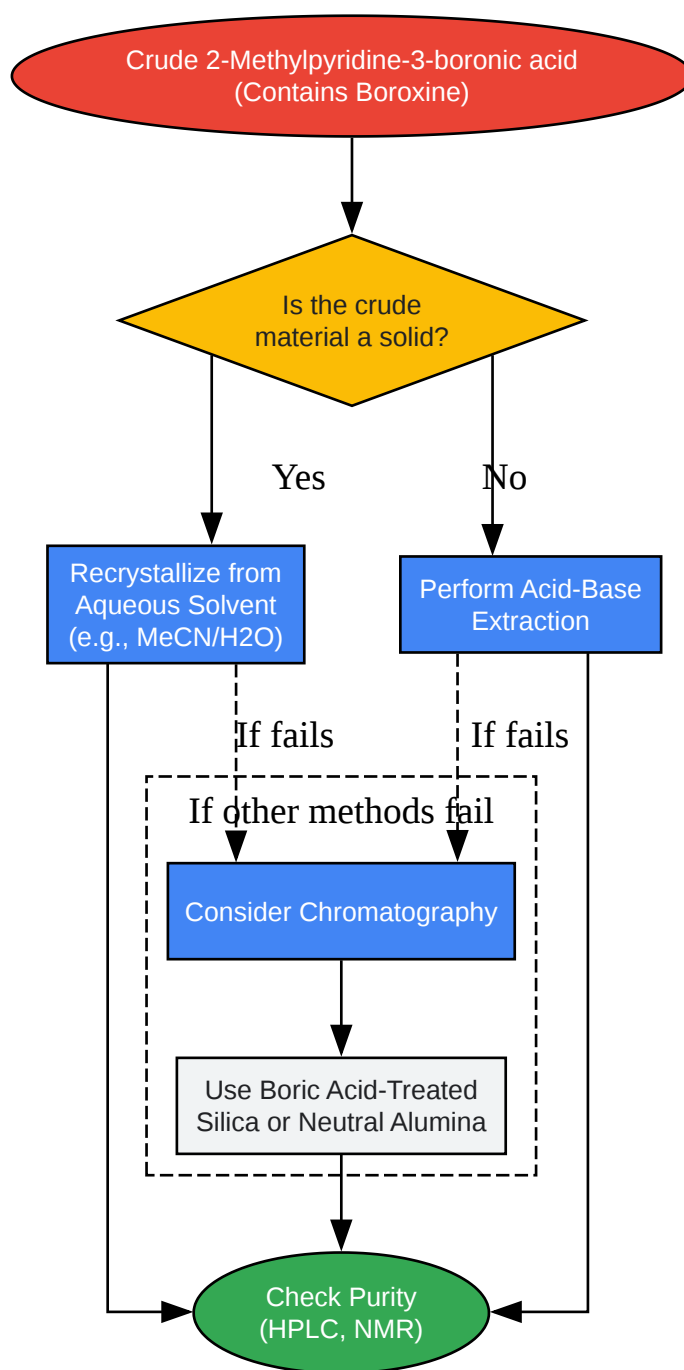 Crude 2-Methylpyridine-3-boronic acid
(Contains Boroxine)
Is the crude
material a solid?
Yes
No
Recrystallize from
Aqueous Solvent
(e.g., MeCN/H2O)
Perform Acid-Base
Extraction
If fails
If fails
If other methods fail
Consider Chromatography
Use Boric Acid-Treated
Silica or Neutral Alumina
Check Purity
(HPLC, NMR)